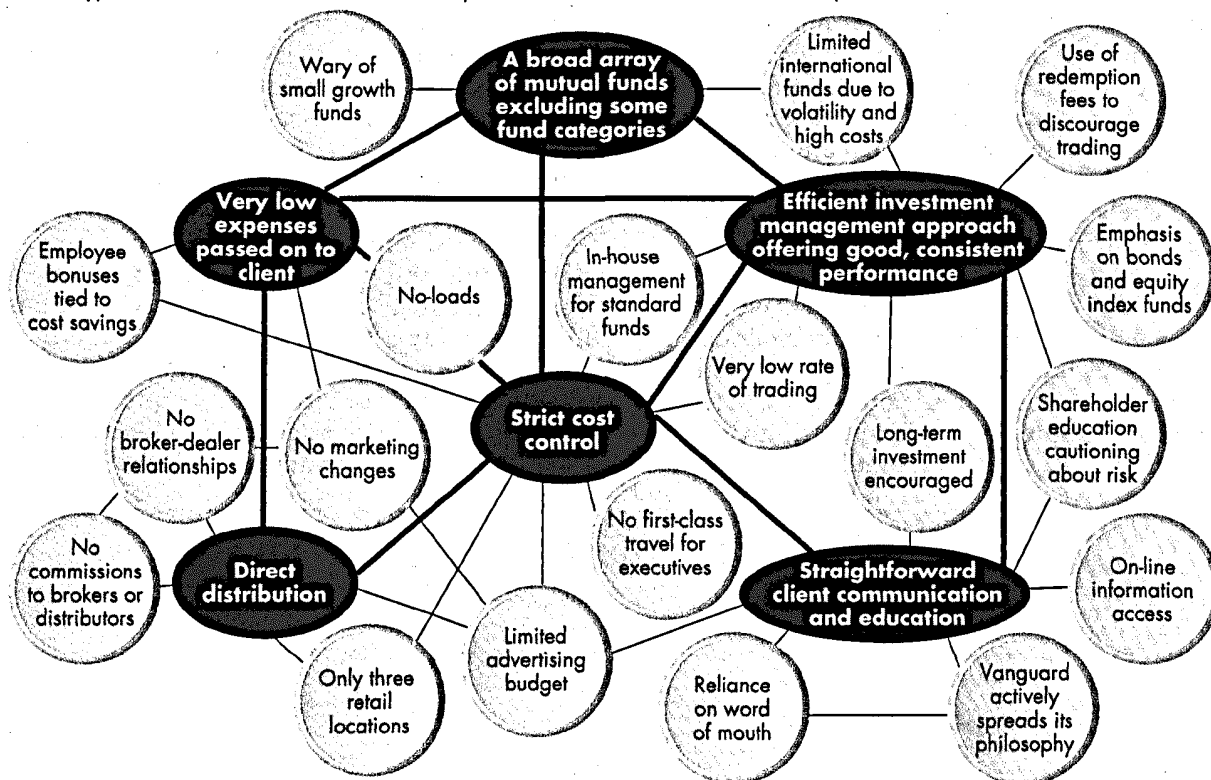 Wary of
small growth
funds
A broad array
of mutual funds
excluding some
fund categories
Limited
international
funds due to
volatility and
high costs
Use of
redemption
fees to
discourage
trading
Very low
expenses
passed on to
client
Efficient investment
management approach
offering good, consistent
performance
Employee
bonuses
tied to
cost savings
No-loads
In-house
management
for standard
funds
Emphasis
on bonds
and equity
index funds
Very low rate
of trading
Strict cost
control
No
broker-dealer
relationships
No marketing
changes
Long-term
investment
encouraged
Shareholder
education
cautioning
about risk
No
commissions
to brokers or
distributors
Direct
distribution
No first-class
travel for
executives
Straightforward
client communication
and education
On-line
information
access
Only three
retail
locations
Limited
advertising
budget
Reliance
on word
of mouth
Vanguard
actively
spreads its
philosophy